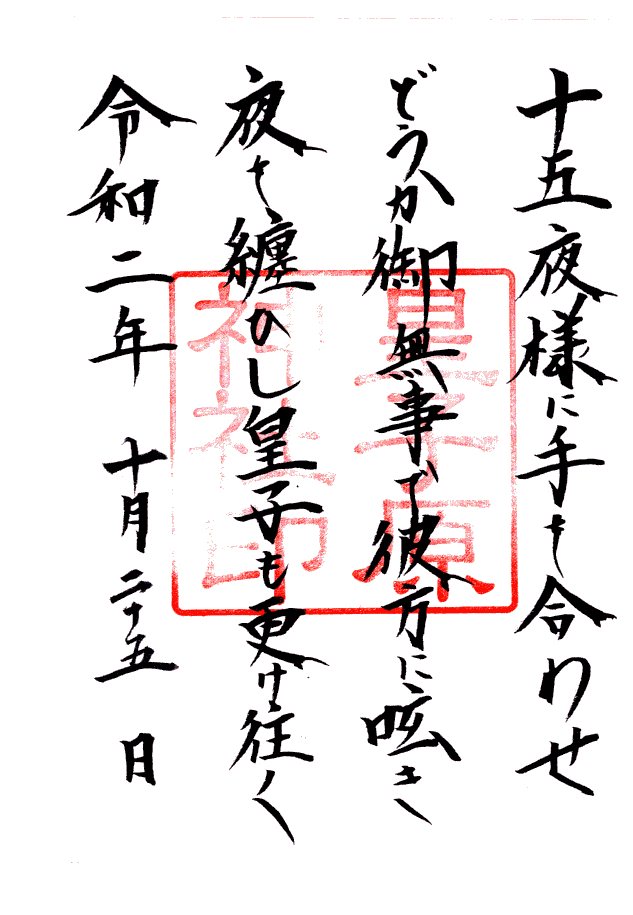 十五夜様に手を合わせ
どうか御無事で彼方に呟き
夜を纏ひし皇子も更け往く
令和二年 十月二十五日
皇子原
神社印